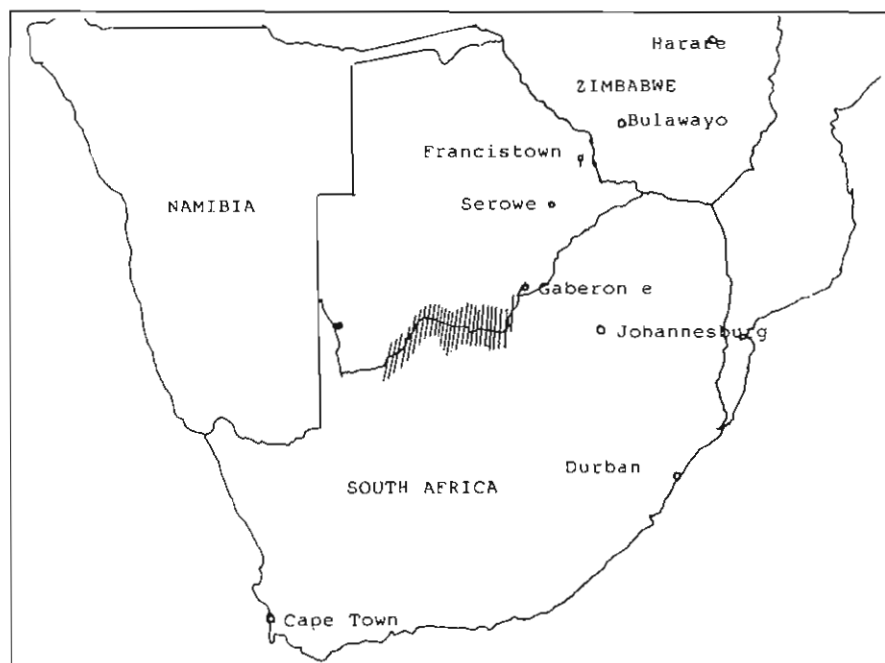 Harare
ZIMBABWE
Bulawayo
Francistown
NAMIBIA
Serowe
Gaberon e
Johannesburg
Durban
SOUTH AFRICA
Cape Town